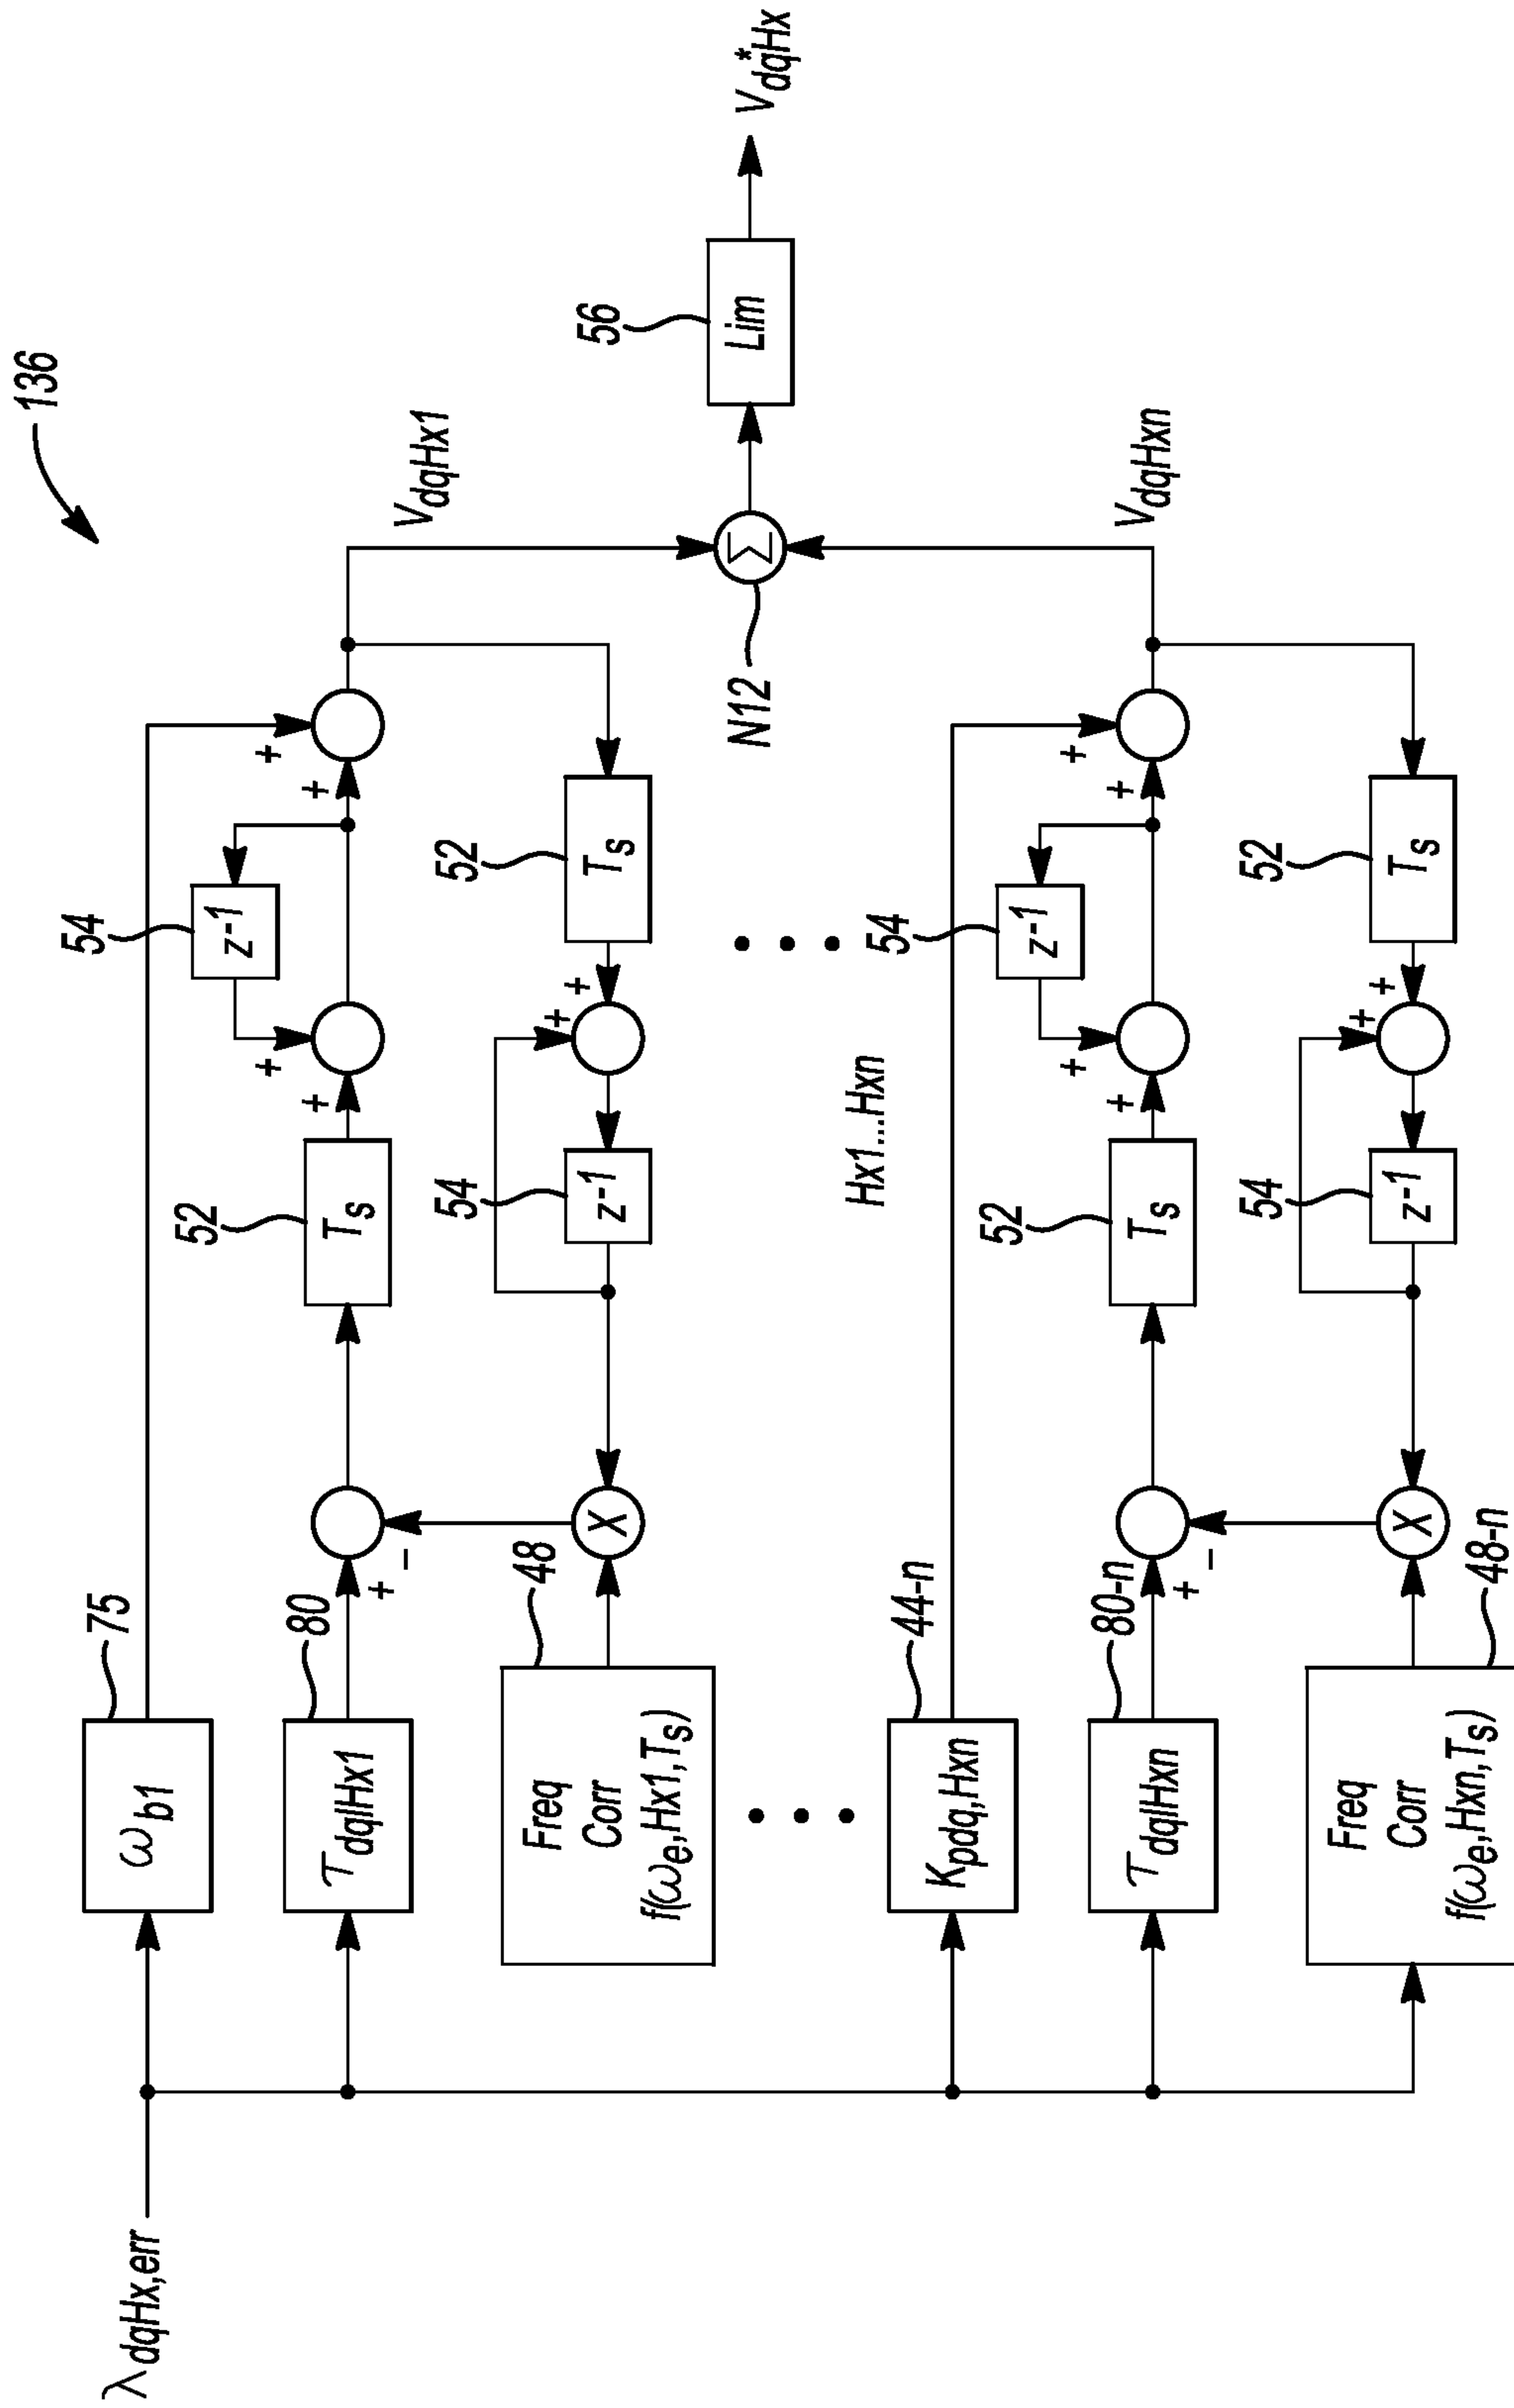 136
λdqHx,err
75
ωb1
80
τdqIHx1
48
Freq
Corr
f(ωe,Hx1,Ts)
+
−
X
52
Ts
54
z-1
+
+
+
+
54
z-1
+
+
52
Ts
VdqHx1
N12
Σ
56
Lim
V*dqHx
Hx1...Hxn
44-n
Kpdq,Hxn
80-n
τdqIHxn
48-n
Freq
Corr
f(ωe,Hxn,Ts)
+
−
X
52
Ts
54
z-1
+
+
+
+
54
z-1
+
+
52
Ts
VdqHxn